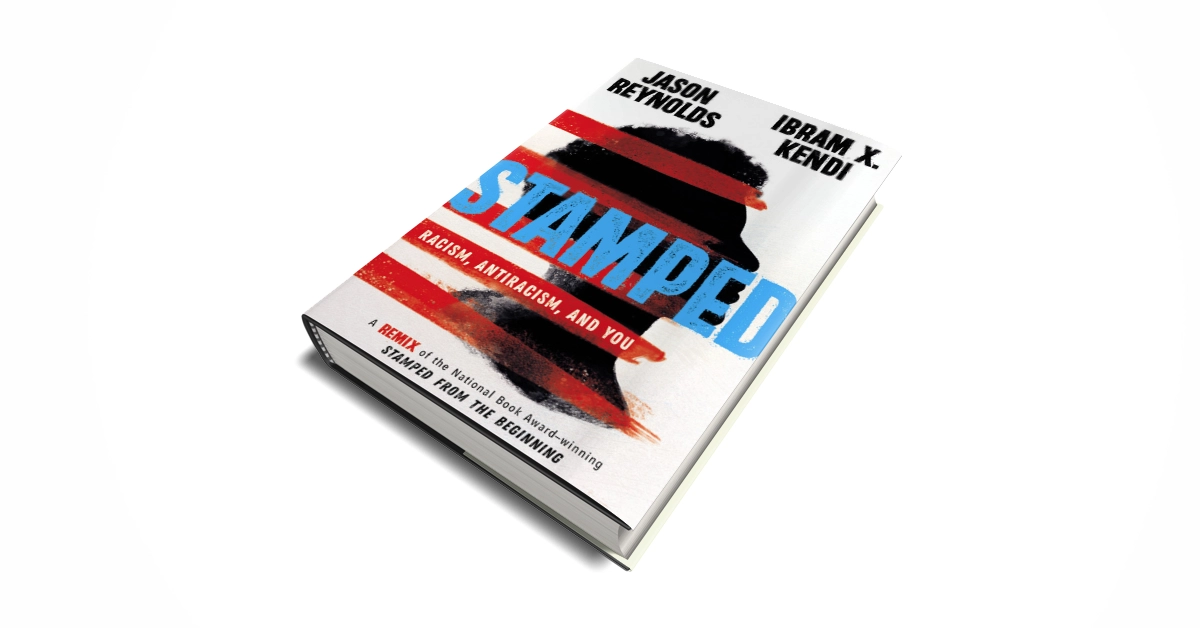 JASON
REYNOLDS
IBRAM X.
KENDI
STAMPED
RACISM, ANTIRACISM, AND YOU
A REMIX of the National Book Award–winning
STAMPED FROM THE BEGINNING